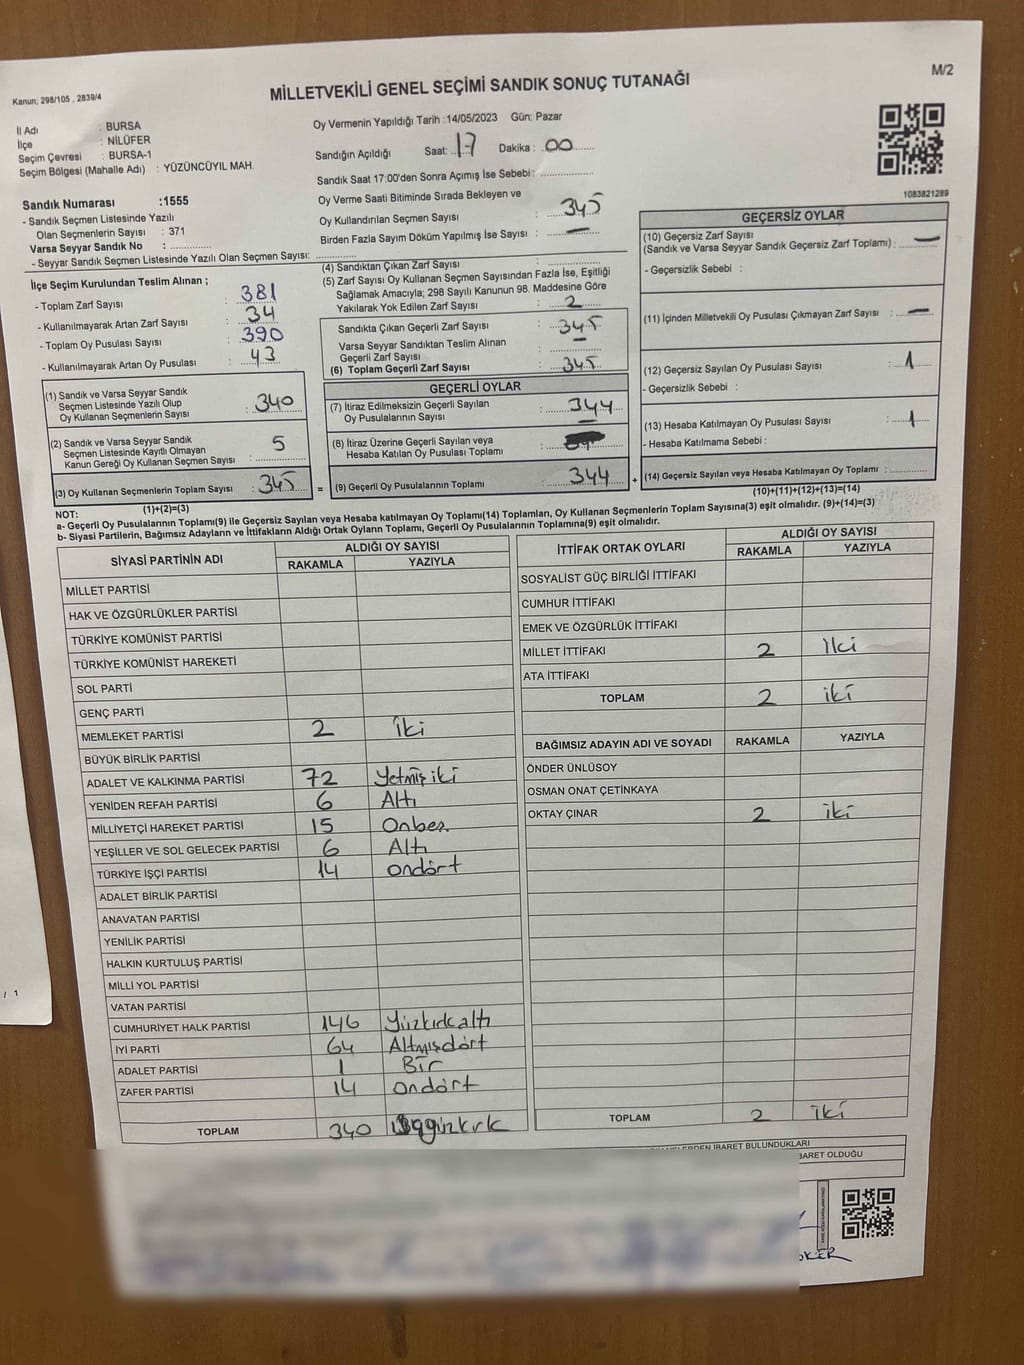 M/2
Kanun; 298/105 , 2839/4
MİLLETVEKİLİ GENEL SEÇİMİ SANDIK SONUÇ TUTANAĞI
İl Adı : BURSA
İlçe : NİLÜFER
Seçim Çevresi : BURSA-1
Seçim Bölgesi (Mahalle Adı) : YÜZÜNCÜYIL MAH.
Oy Vermenin Yapıldığı Tarih :14/05/2023 Gün: Pazar
Sandığın Açıldığı Saat: 17 Dakika : 00
Sandık Saat 17:00'den Sonra Açımış İse Sebebi:
Oy Verme Saati Bitiminde Sırada Bekleyen ve
Oy Kullandırılan Seçmen Sayısı : 345
Birden Fazla Sayım Döküm Yapılmış İse Sayısı : —
1083821289
Sandık Numarası :1555
- Sandık Seçmen Listesinde Yazılı
Olan Seçmenlerin Sayısı : 371
Varsa Seyyar Sandık No :
- Seyyar Sandık Seçmen Listesinde Yazılı Olan Seçmen Sayısı:
İlçe Seçim Kurulundan Teslim Alınan ;
- Toplam Zarf Sayısı : 381
- Kullanılmayarak Artan Zarf Sayısı : 34
- Toplam Oy Pusulası Sayısı : 390
- Kullanılmayarak Artan Oy Pusulası : 43
(1) Sandık ve Varsa Seyyar Sandık
Seçmen Listesinde Yazılı Olup
Oy Kullanan Seçmenlerin Sayısı : 340
(2) Sandık ve Varsa Seyyar Sandık
Seçmen Listesinde Kayıtlı Olmayan
Kanun Gereği Oy Kullanan Seçmen Sayısı : 5
(3) Oy Kullanan Seçmenlerin Toplam Sayısı : 345 =
(1)+(2)=(3)
(4) Sandıktan Çıkan Zarf Sayısı :
(5) Zarf Sayısı Oy Kullanan Seçmen Sayısından Fazla İse, Eşitliği
Sağlamak Amacıyla; 298 Sayılı Kanunun 98. Maddesine Göre
Yakılarak Yok Edilen Zarf Sayısı : 2
Sandıkta Çıkan Geçerli Zarf Sayısı : 345
Varsa Seyyar Sandıktan Teslim Alınan
Geçerli Zarf Sayısı : —
(6) Toplam Geçerli Zarf Sayısı : 345
GEÇERLİ OYLAR
(7) İtiraz Edilmeksizin Geçerli Sayılan
Oy Pusulalarının Sayısı : 344
(8) İtiraz Üzerine Geçerli Sayılan veya
Hesaba Katılan Oy Pusulası Toplamı :
(9) Geçerli Oy Pusulalarının Toplamı : 344 +
GEÇERSİZ OYLAR
(10) Geçersiz Zarf Sayısı
(Sandık ve Varsa Seyyar Sandık Geçersiz Zarf Toplamı) : —
- Geçersizlik Sebebi :
(11) İçinden Milletvekili Oy Pusulası Çıkmayan Zarf Sayısı : —
(12) Geçersiz Sayılan Oy Pusulası Sayısı : 1
- Geçersizlik Sebebi :
(13) Hesaba Katılmayan Oy Pusulası Sayısı : 1
- Hesaba Katılmama Sebebi :
(14) Geçersiz Sayılan veya Hesaba Katılmayan Oy Toplamı :
(10)+(11)+(12)+(13)=(14)
NOT:
a- Geçerli Oy Pusulalarının Toplamı(9) ile Geçersiz Sayılan veya Hesaba katılmayan Oy Toplamı(14) Toplamları, Oy Kullanan Seçmenlerin Toplam Sayısına(3) eşit olmalıdır. (9)+(14)=(3)
b- Siyasi Partilerin, Bağımsız Adayların ve İttifakların Aldığı Ortak Oyların Toplamı, Geçerli Oy Pusulalarının Toplamına(9) eşit olmalıdır.
SİYASİ PARTİNİN ADI ALDIĞI OY SAYISI
RAKAMLA YAZIYLA
MİLLET PARTİSİ
HAK VE ÖZGÜRLÜKLER PARTİSİ
TÜRKİYE KOMÜNİST PARTİSİ
TÜRKİYE KOMÜNİST HAREKETİ
SOL PARTİ
GENÇ PARTİ
MEMLEKET PARTİSİ 2 İki
BÜYÜK BİRLİK PARTİSİ
ADALET VE KALKINMA PARTİSİ 72 Yetmiş iki
YENİDEN REFAH PARTİSİ 6 Altı
MİLLİYETÇİ HAREKET PARTİSİ 15 Onbeş
YEŞİLLER VE SOL GELECEK PARTİSİ 6 Altı
TÜRKİYE İŞÇİ PARTİSİ 14 ondört
ADALET BİRLİK PARTİSİ
ANAVATAN PARTİSİ
YENİLİK PARTİSİ
HALKIN KURTULUŞ PARTİSİ
MİLLİ YOL PARTİSİ
VATAN PARTİSİ
CUMHURİYET HALK PARTİSİ 146 Yüzkırkaltı
İYİ PARTİ 64 Altmışdört
ADALET PARTİSİ 1 Bir
ZAFER PARTİSİ 14 Ondört
TOPLAM 340
İTTİFAK ORTAK OYLARI ALDIĞI OY SAYISI
RAKAMLA YAZIYLA
SOSYALİST GÜÇ BİRLİĞİ İTTİFAKI
CUMHUR İTTİFAKI
EMEK VE ÖZGÜRLÜK İTTİFAKI
MİLLET İTTİFAKI 2 İki
ATA İTTİFAKI
TOPLAM 2 iki
BAĞIMSIZ ADAYIN ADI VE SOYADI RAKAMLA YAZIYLA
ÖNDER ÜNLÜSOY
OSMAN ONAT ÇETİNKAYA
OKTAY ÇINAR 2 iki
TOPLAM 2 iki
İBARET BULUNDUKLARI
BARET OLDUĞU
/ 1